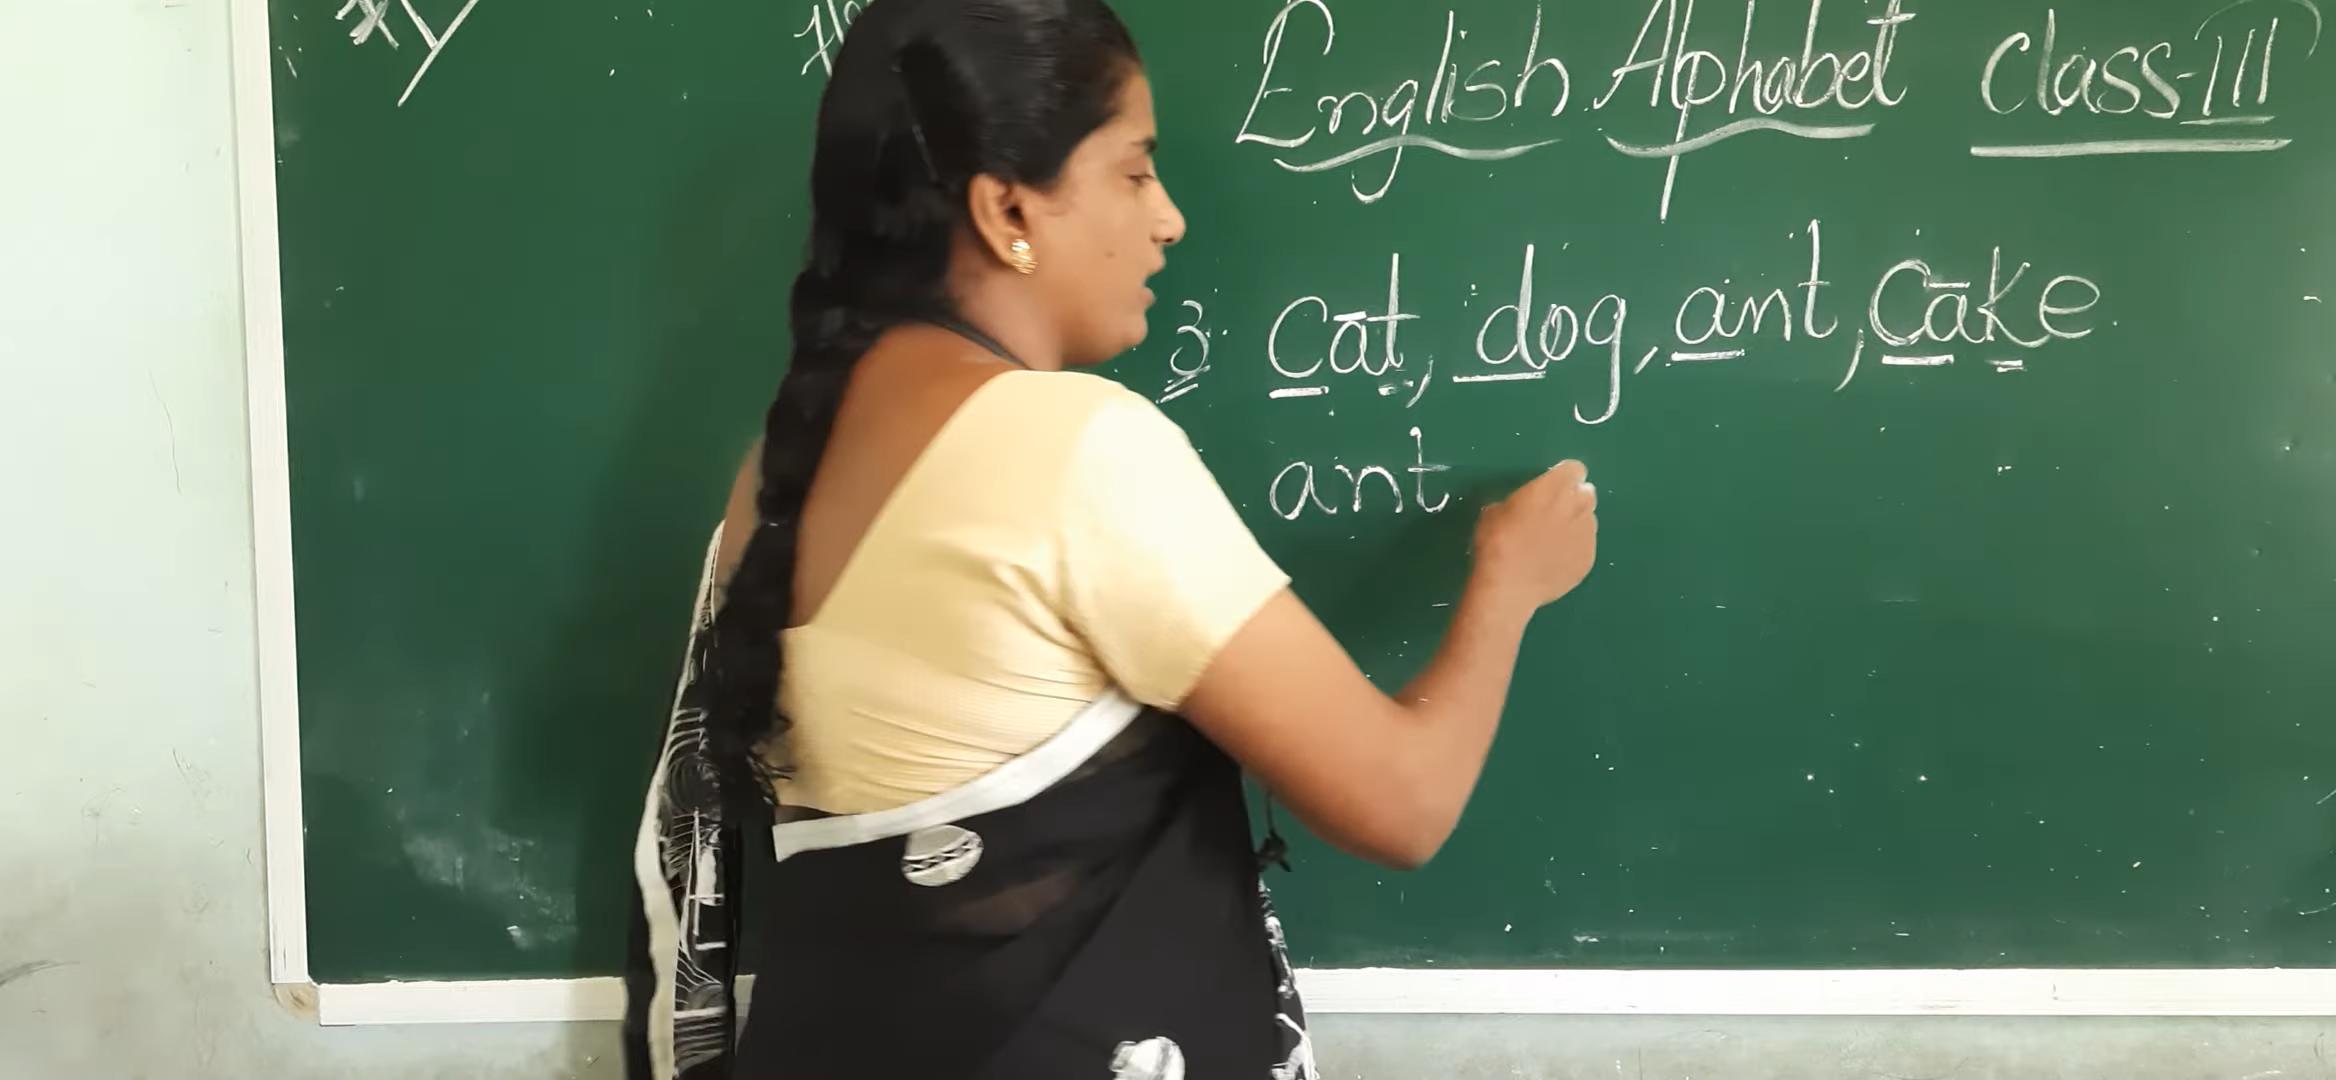 English Alphabet Class-III
3. Cat, dog, ant, Cake.
ant